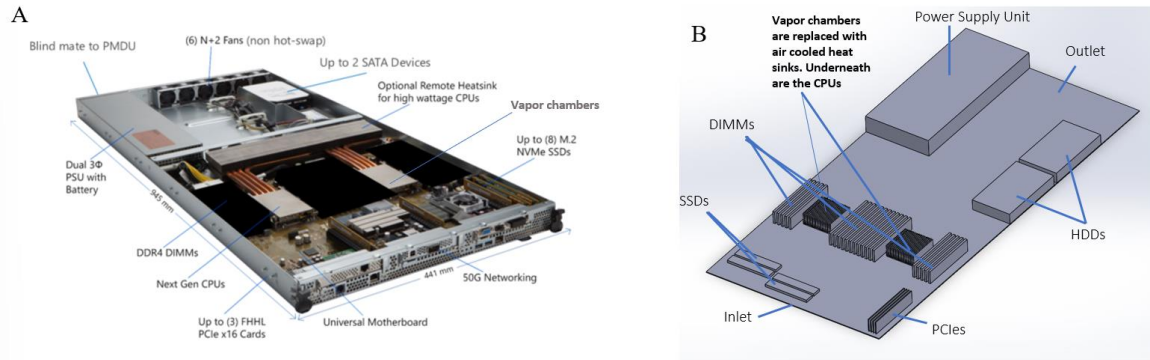 A
Blind mate to PMDU
(6) N+2 Fans (non hot-swap)
Up to 2 SATA Devices
Optional Remote Heatsink
for high wattage CPUs
Vapor chambers
Up to (8) M.2
NVMe SSDs
Dual 3Φ
PSU with
Battery
945 mm
DDR4 DIMMs
Next Gen CPUs
Up to (3) FHHL
PCIe x16 Cards
Universal Motherboard
441 mm
50G Networking
B
Vapor chambers
are replaced with
air cooled heat
sinks. Underneath
are the CPUs
Power Supply Unit
Outlet
DIMMs
SSDs
HDDs
Inlet
PCIes